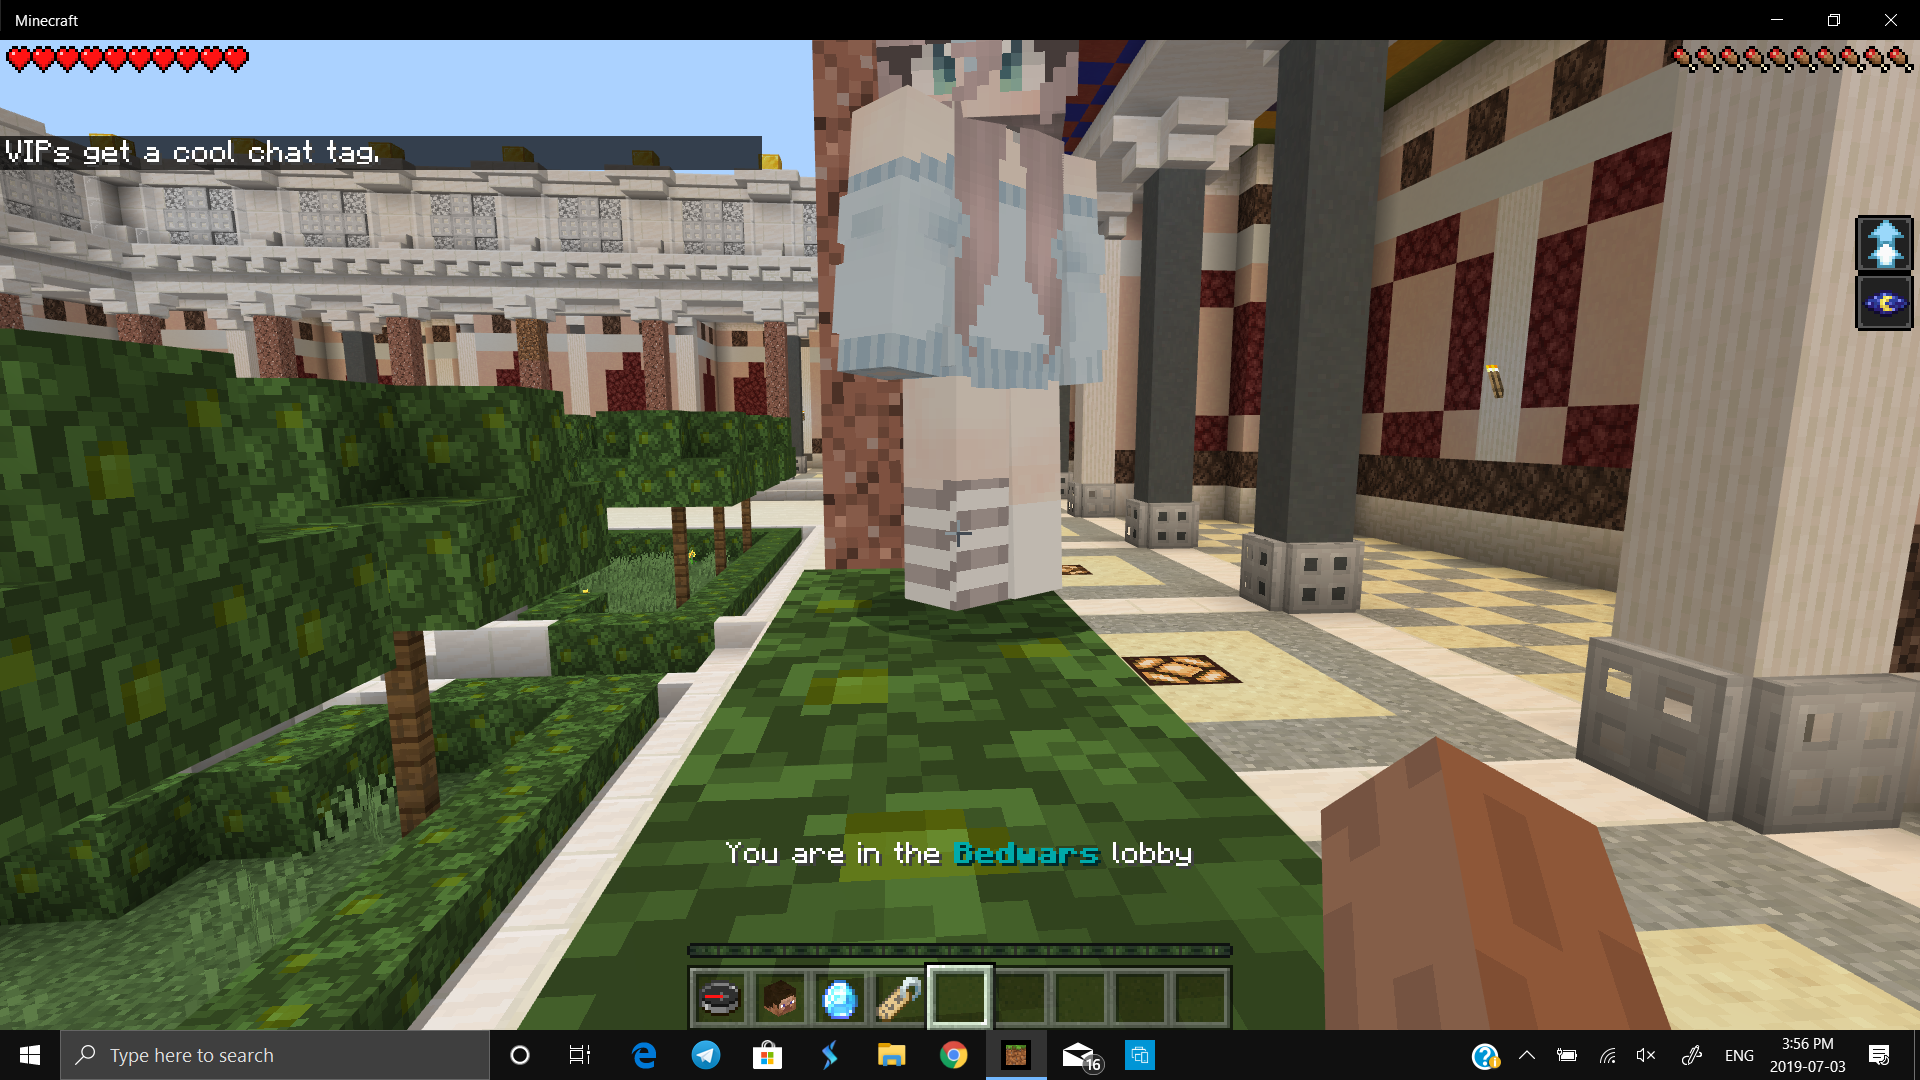 Minecraft
VIPs get a cool chat tag.
You are in the Bedwars lobby
Type here to search
16
ENG
3:56 PM
2019-07-03